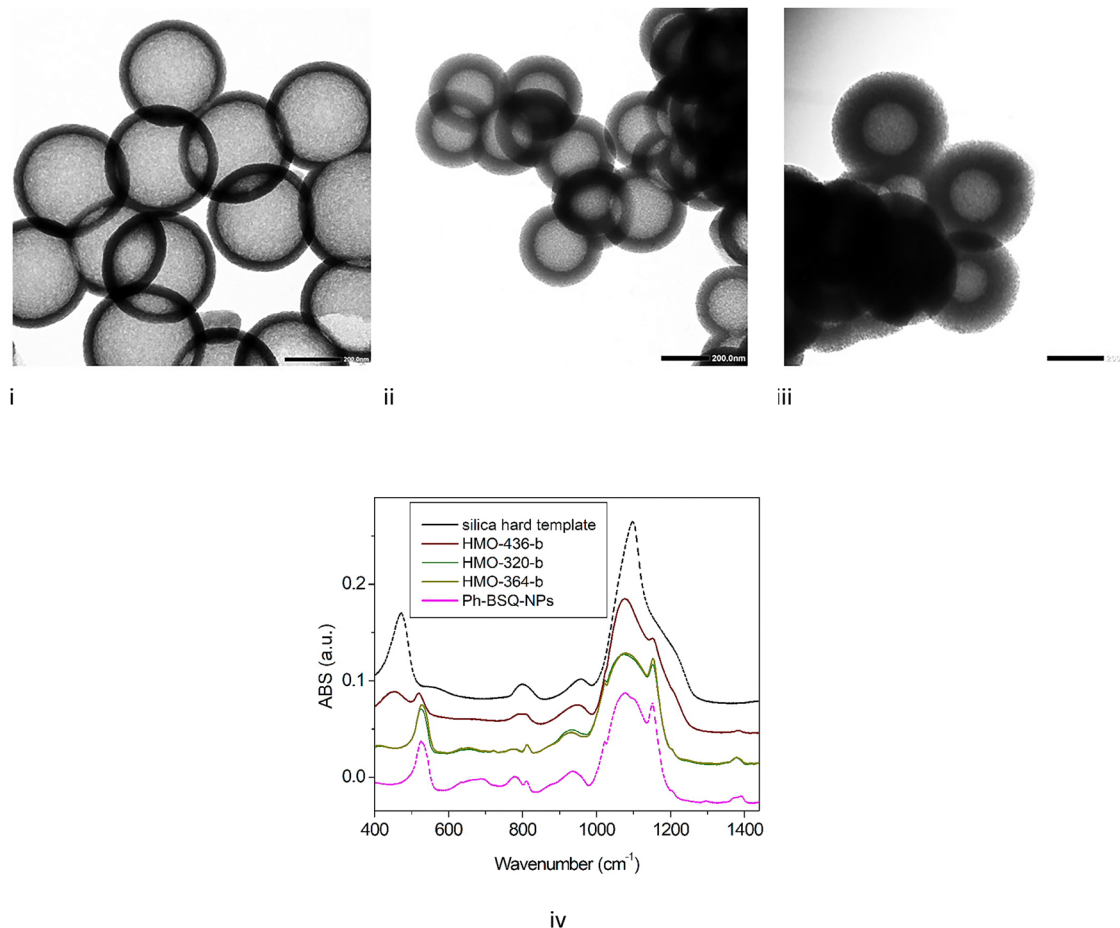 200.0nm
200.0nm
200
i
ii
iii
silica hard template
HMO-436-b
HMO-320-b
HMO-364-b
Ph-BSQ-NPs
0.2
0.1
0.0
ABS (a.u.)
400 600 800 1000 1200 1400
Wavenumber (cm⁻¹)
iv